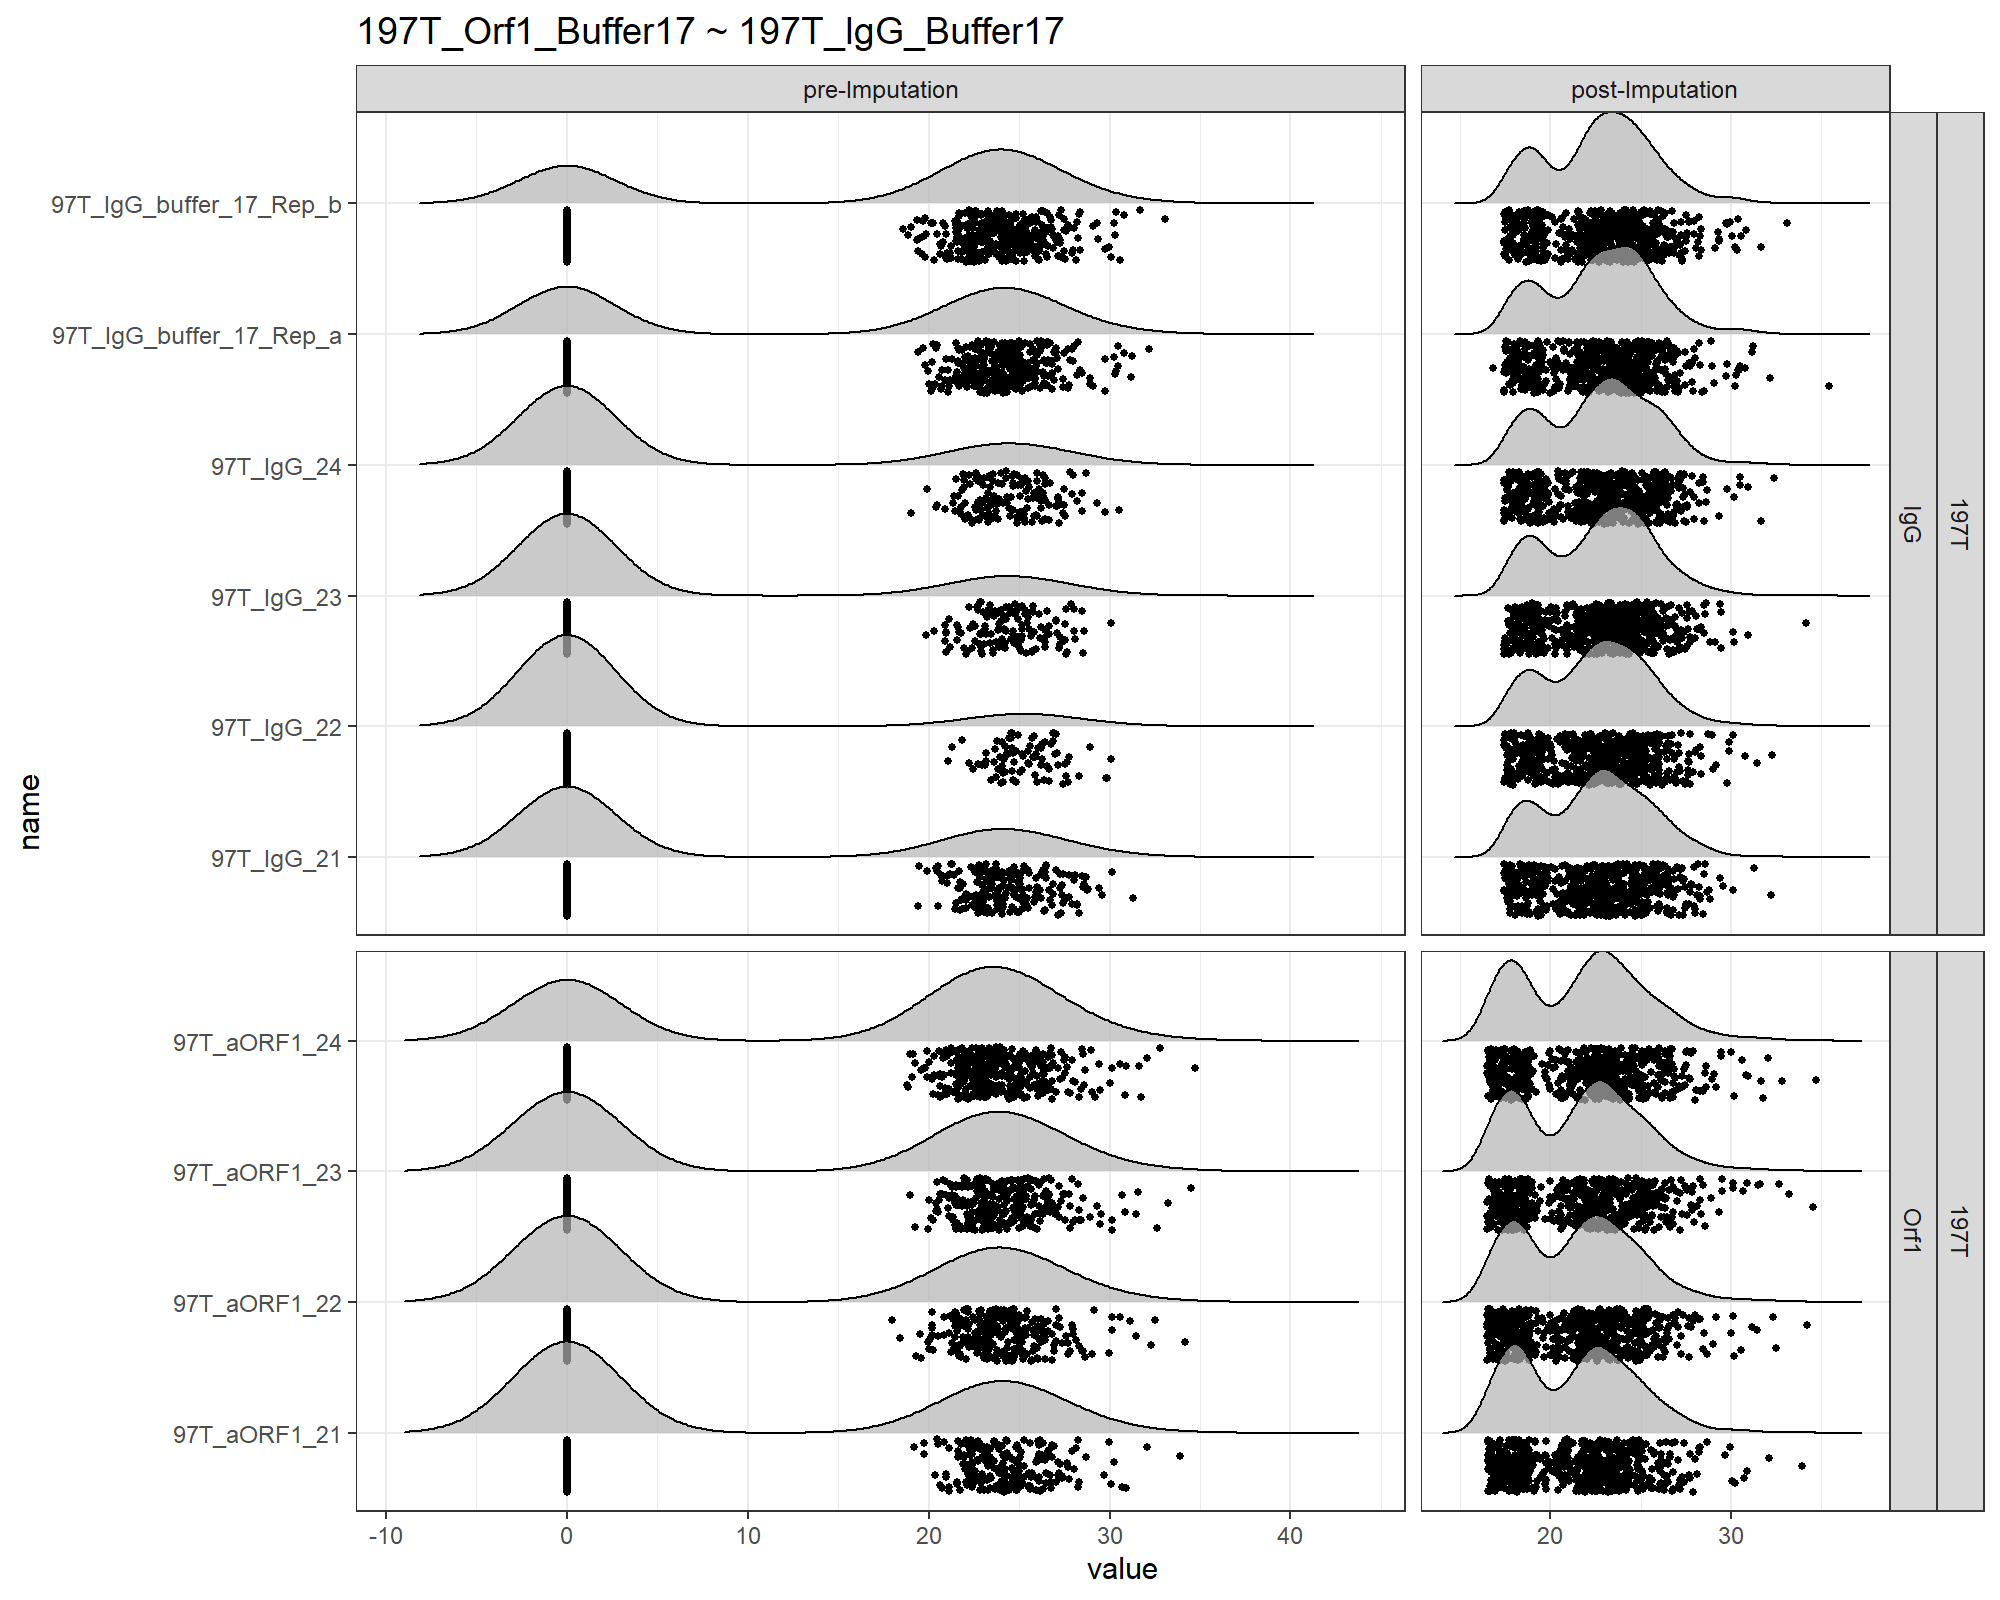 197T_Orf1_Buffer17 ~ 197T_IgG_Buffer17
pre-Imputation
post-Imputation
97T_IgG_buffer_17_Rep_b
97T_IgG_buffer_17_Rep_a
97T_IgG_24
97T_IgG_23
97T_IgG_22
97T_IgG_21
IgG
197T
97T_aORF1_24
97T_aORF1_23
97T_aORF1_22
97T_aORF1_21
Orf1
197T
name
-10 0 10 20 30 40
20 30
value